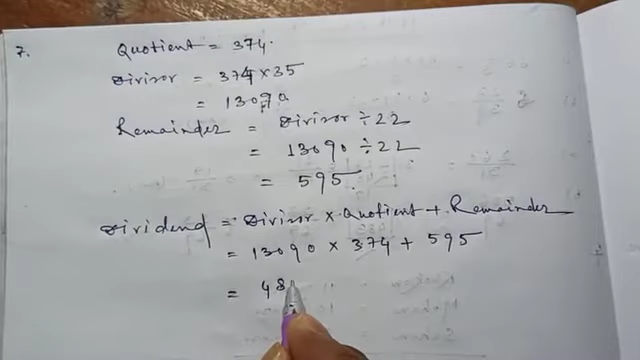 7. Quotient = 374.
Divisor = 374 × 35
= 13090
Remainder = Divisor ÷ 22
= 13090 ÷ 22
= 595.
Dividend = Divisor × Quotient + Remainder
= 13090 × 374 + 595
= 48